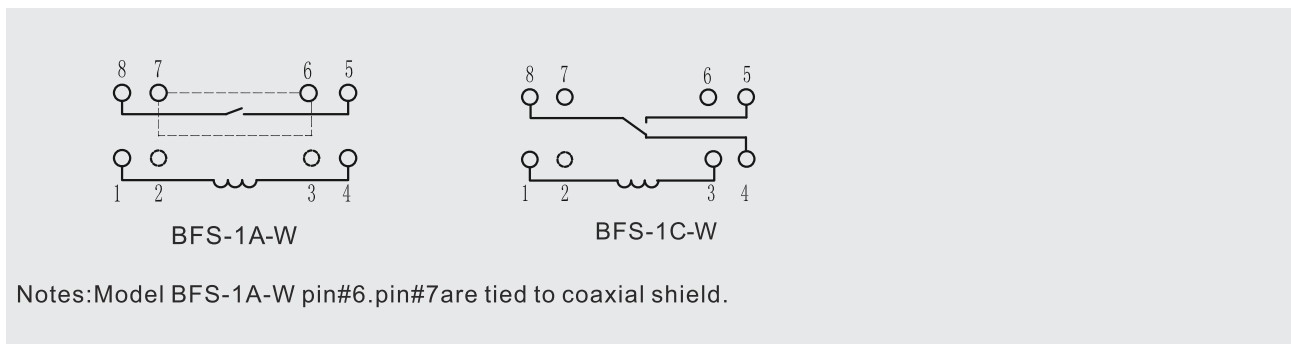 8 7 6 5
1 2 3 4
BFS-1A-W
8 7 6 5
1 2 3 4
BFS-1C-W
Notes:Model BFS-1A-W pin#6.pin#7are tied to coaxial shield.